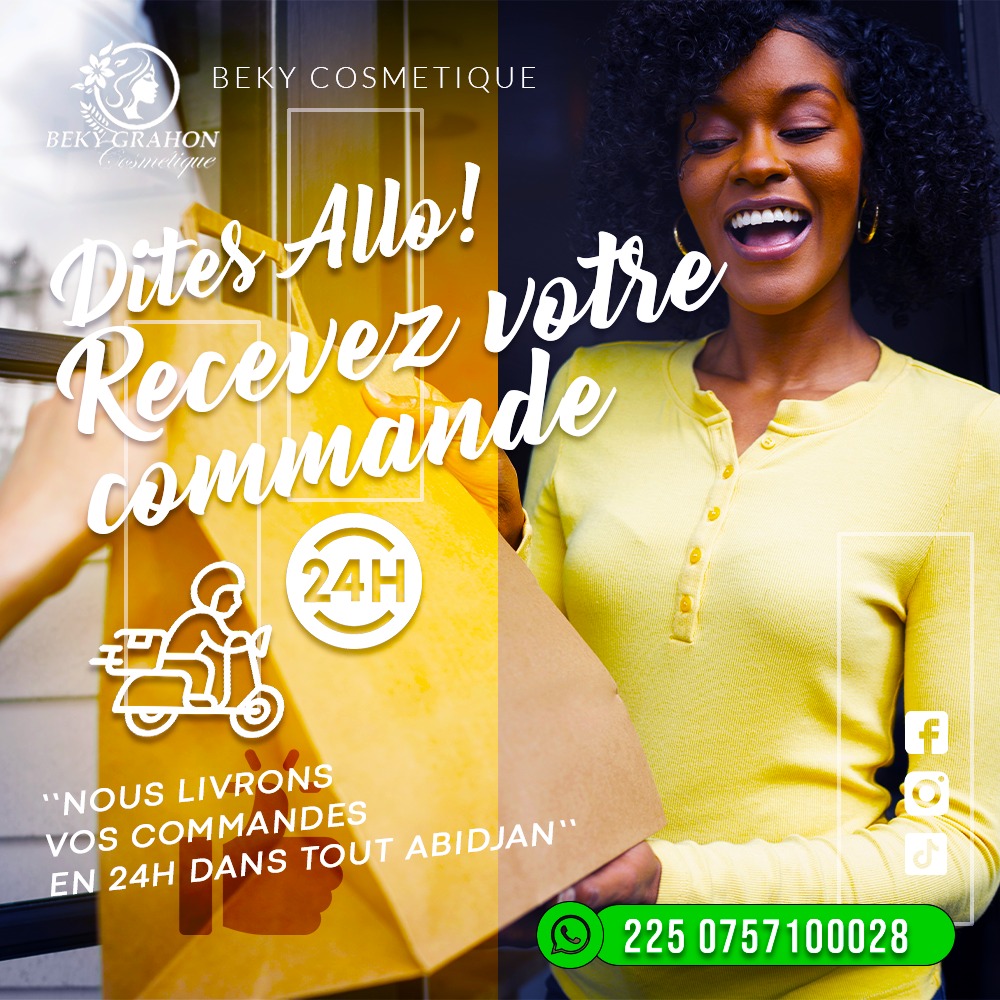 BEKY COSMETIQUE
BEKY GRAHON
Cosmetique
Dites Allo!
Recevez votre
commande
24H
``NOUS LIVRONS
VOS COMMANDES
EN 24H DANS TOUT ABIDJAN``
225 0757100028